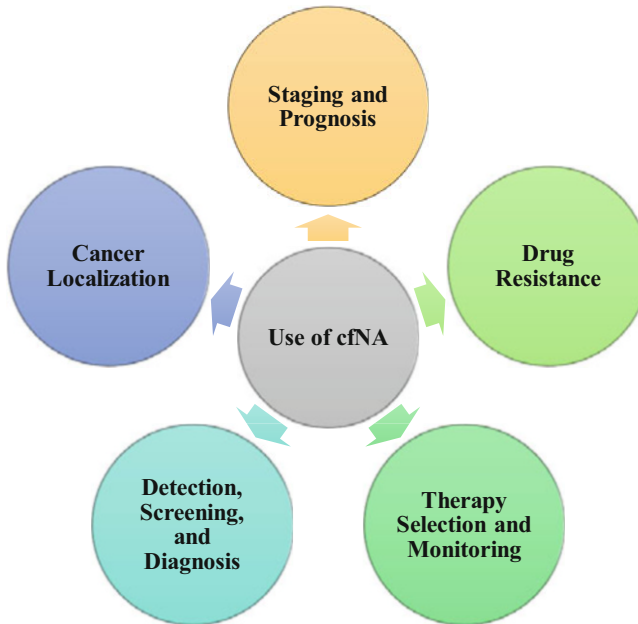 Staging and
Prognosis
Cancer
Localization
Drug
Resistance
Use of cfNA
Detection,
Screening,
and
Diagnosis
Therapy
Selection and
Monitoring